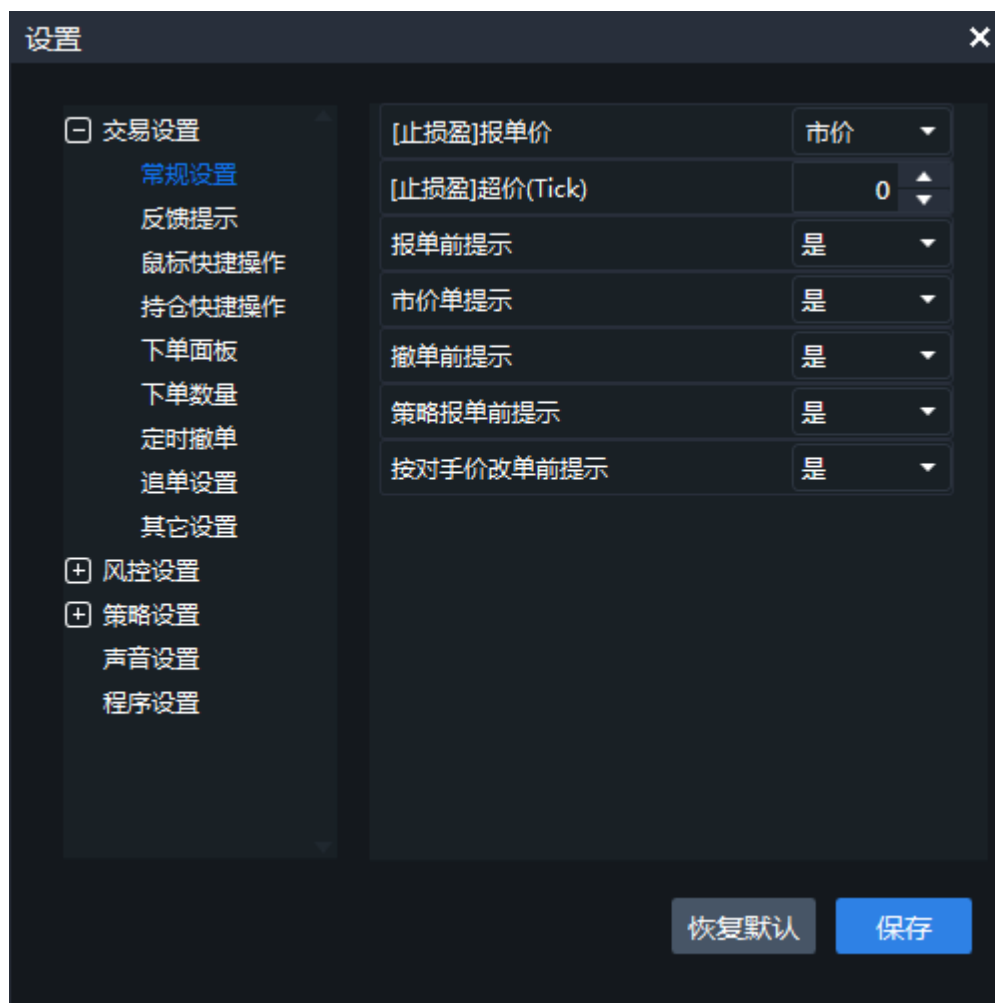 设置
交易设置
常规设置
反馈提示
鼠标快捷操作
持仓快捷操作
下单面板
下单数量
定时撤单
追单设置
其它设置
风控设置
策略设置
声音设置
程序设置
[止损盈]报单价 市价
[止损盈]超价(Tick) 0
报单前提示 是
市价单提示 是
撤单前提示 是
策略报单前提示 是
按对手价改单前提示 是
恢复默认 保存